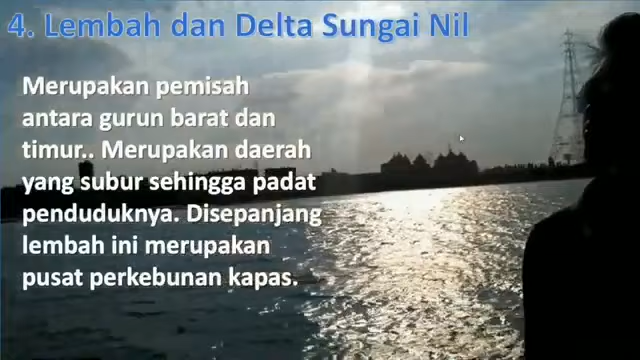 4. Lembah dan Delta Sungai Nil
Merupakan pemisah
antara gurun barat dan
timur.. Merupakan daerah
yang subur sehingga padat
penduduknya. Disepanjang
lembah ini merupakan
pusat perkebunan kapas.